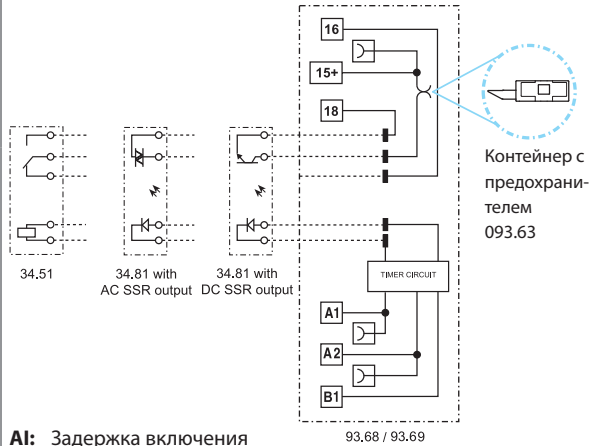 16
15+
18
Контейнер с
предохрани-
телем
093.63
34.51
34.81 with
AC SSR output
34.81 with
DC SSR output
TIMER CIRCUIT
A1
A2
B1
93.68 / 93.69
AI: Задержка включения